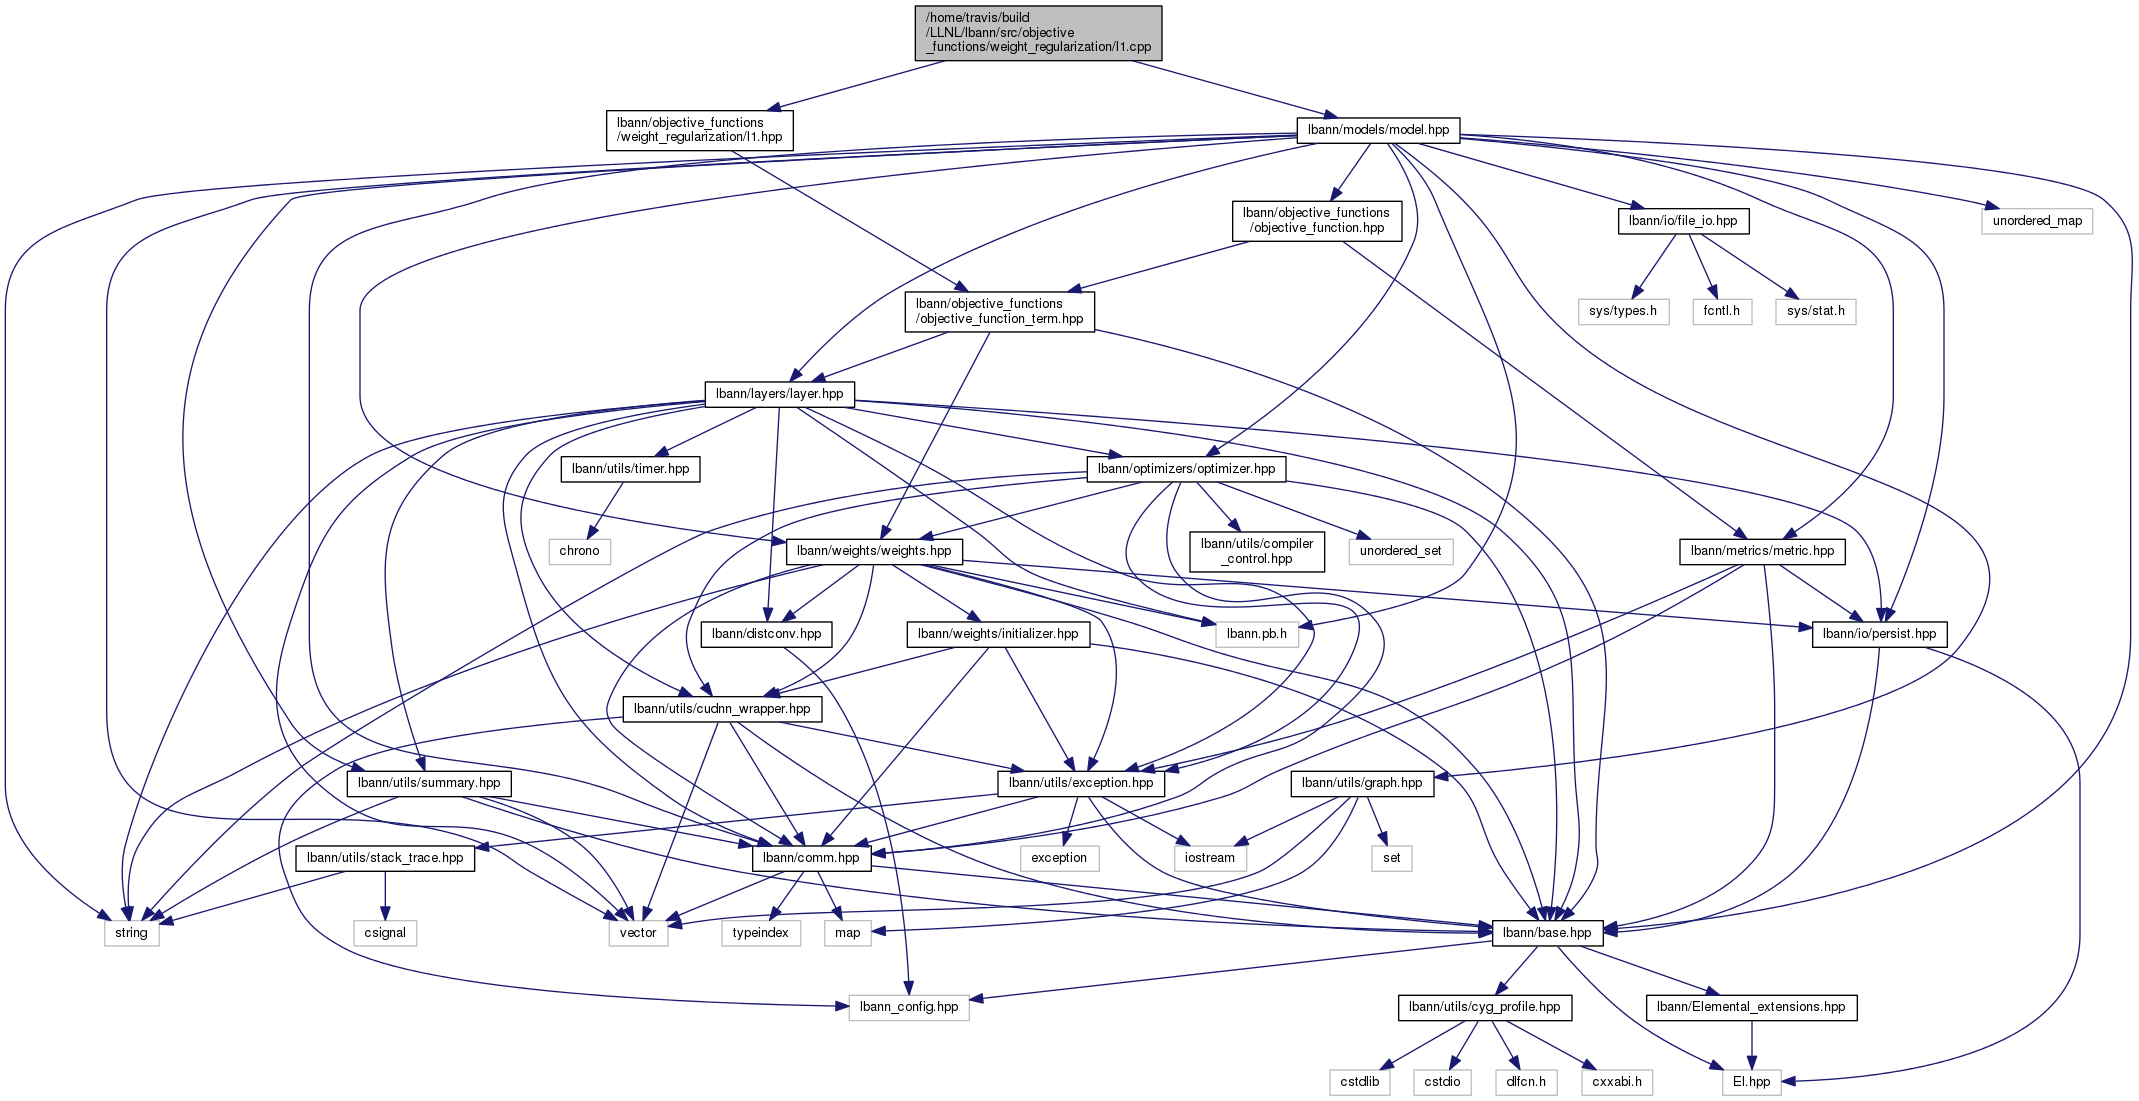 /home/travis/build
/LLNL/lbann/src/objective
_functions/weight_regularization/l1.cpp
lbann/objective_functions
/weight_regularization/l1.hpp
lbann/models/model.hpp
lbann/objective_functions
/objective_function.hpp
lbann/io/file_io.hpp
unordered_map
lbann/objective_functions
/objective_function_term.hpp
sys/types.h
fcntl.h
sys/stat.h
lbann/layers/layer.hpp
lbann/utils/timer.hpp
lbann/optimizers/optimizer.hpp
chrono
lbann/weights/weights.hpp
lbann/utils/compiler
_control.hpp
unordered_set
lbann/metrics/metric.hpp
lbann/distconv.hpp
lbann/weights/initializer.hpp
lbann.pb.h
lbann/io/persist.hpp
lbann/utils/cudnn_wrapper.hpp
lbann/utils/summary.hpp
lbann/utils/exception.hpp
lbann/utils/graph.hpp
lbann/utils/stack_trace.hpp
lbann/comm.hpp
exception
iostream
set
string
csignal
vector
typeindex
map
lbann/base.hpp
lbann_config.hpp
lbann/utils/cyg_profile.hpp
lbann/Elemental_extensions.hpp
cstdlib
cstdio
dlfcn.h
cxxabi.h
El.hpp